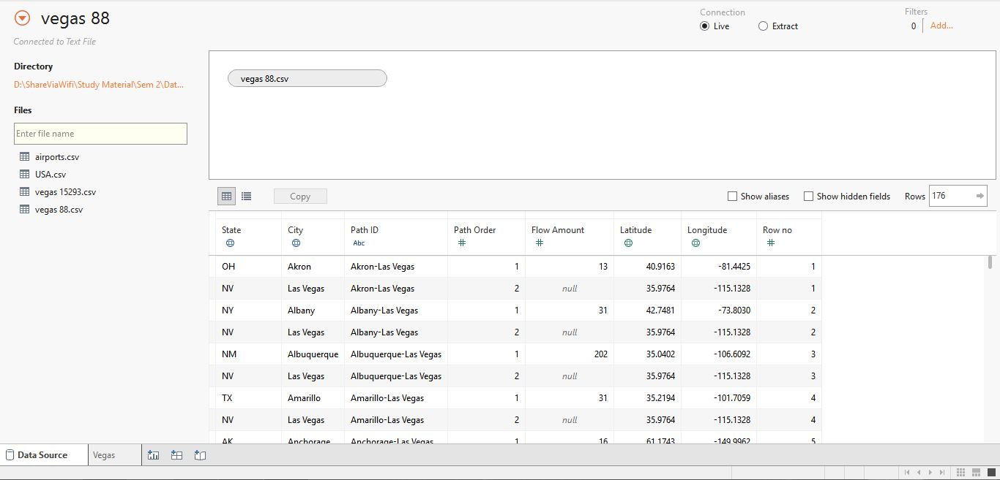 vegas 88
Connection
Filters
Live Extract
0 Add...
Connected to Text File
Directory
D:\ShareViaWifi\Study Material\Sem 2\Dat...
Files
Enter file name
airports.csv
USA.csv
vegas 15293.csv
vegas 88.csv
vegas 88.csv
Copy Show aliases Show hidden fields Rows 176
State City Path ID Path Order Flow Amount Latitude Longitude Row no
Abc # # #
OH Akron Akron-Las Vegas 1 13 40.9163 -81.4425 1
NV Las Vegas Akron-Las Vegas 2 null 35.9764 -115.1328 1
NY Albany Albany-Las Vegas 1 31 42.7481 -73.8030 2
NV Las Vegas Albany-Las Vegas 2 null 35.9764 -115.1328 2
NM Albuquerque Albuquerque-Las Vegas 1 202 35.0402 -106.6092 3
NV Las Vegas Albuquerque-Las Vegas 2 null 35.9764 -115.1328 3
TX Amarillo Amarillo-Las Vegas 1 31 35.2194 -101.7059 4
NV Las Vegas Amarillo-Las Vegas 2 null 35.9764 -115.1328 4
AK Anchorage Anchorage-Las Vegas 1 16 61.1743 -149.9962 5
Data Source Vegas